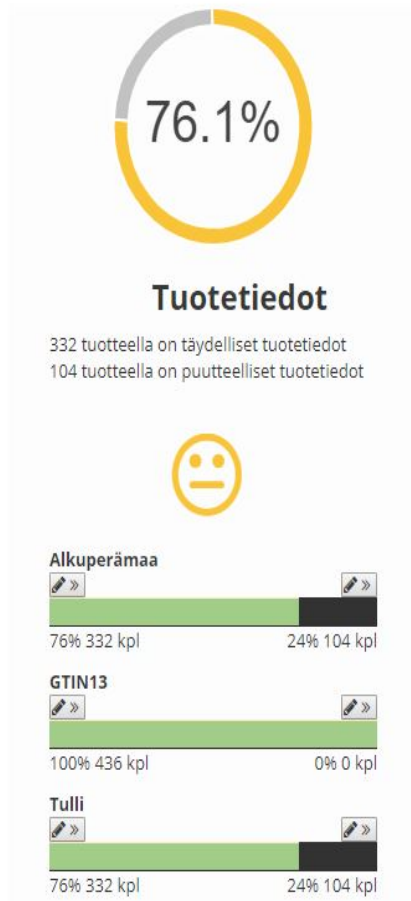 76.1%
Tuotetiedot
332 tuotteella on täydelliset tuotetiedot
104 tuotteella on puutteelliset tuotetiedot
Alkuperämaa
» »
76% 332 kpl 24% 104 kpl
GTIN13
» »
100% 436 kpl 0% 0 kpl
Tulli
» »
76% 332 kpl 24% 104 kpl